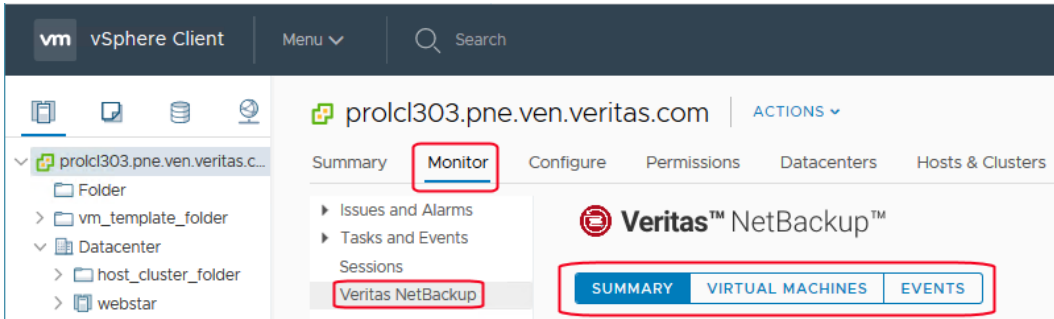 vm vSphere Client Menu Search
prolcl303.pne.ven.veritas.com ACTIONS
prolcl303.pne.ven.veritas.c...
Folder
vm_template_folder
Datacenter
host_cluster_folder
webstar
Summary Monitor Configure Permissions Datacenters Hosts & Clusters
Issues and Alarms
Tasks and Events
Sessions
Veritas NetBackup
Veritas™ NetBackup™
SUMMARY VIRTUAL MACHINES EVENTS